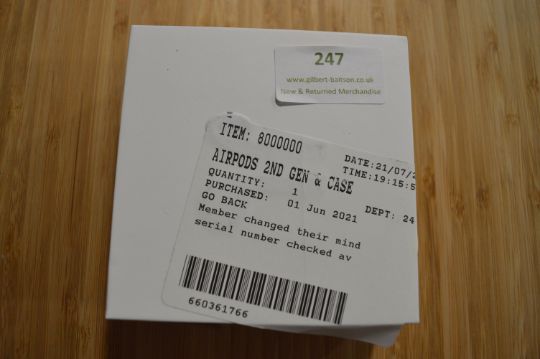 247
www.gilbert-baitson.co.uk
New & Returned Merchandise
ITEM: 8000000
DATE:21/07/2
TIME:19:15:5
AIRPODS 2ND GEN & CASE
QUANTITY: 1
DEPT: 24
PURCHASED: 01 Jun 2021
GO BACK
Member changed their mind
serial number checked av
660361766